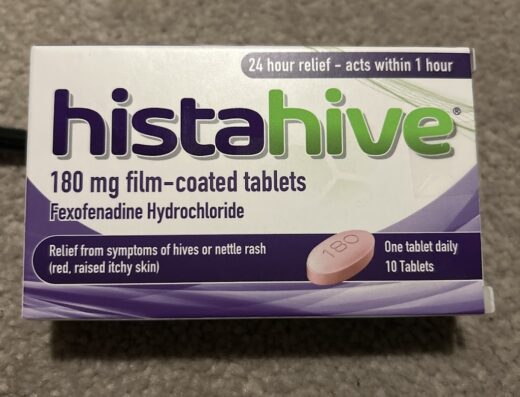 24 hour relief - acts within 1 hour
histahive®
180 mg film-coated tablets
Fexofenadine Hydrochloride
Relief from symptoms of hives or nettle rash
(red, raised itchy skin)
180
One tablet daily
10 Tablets